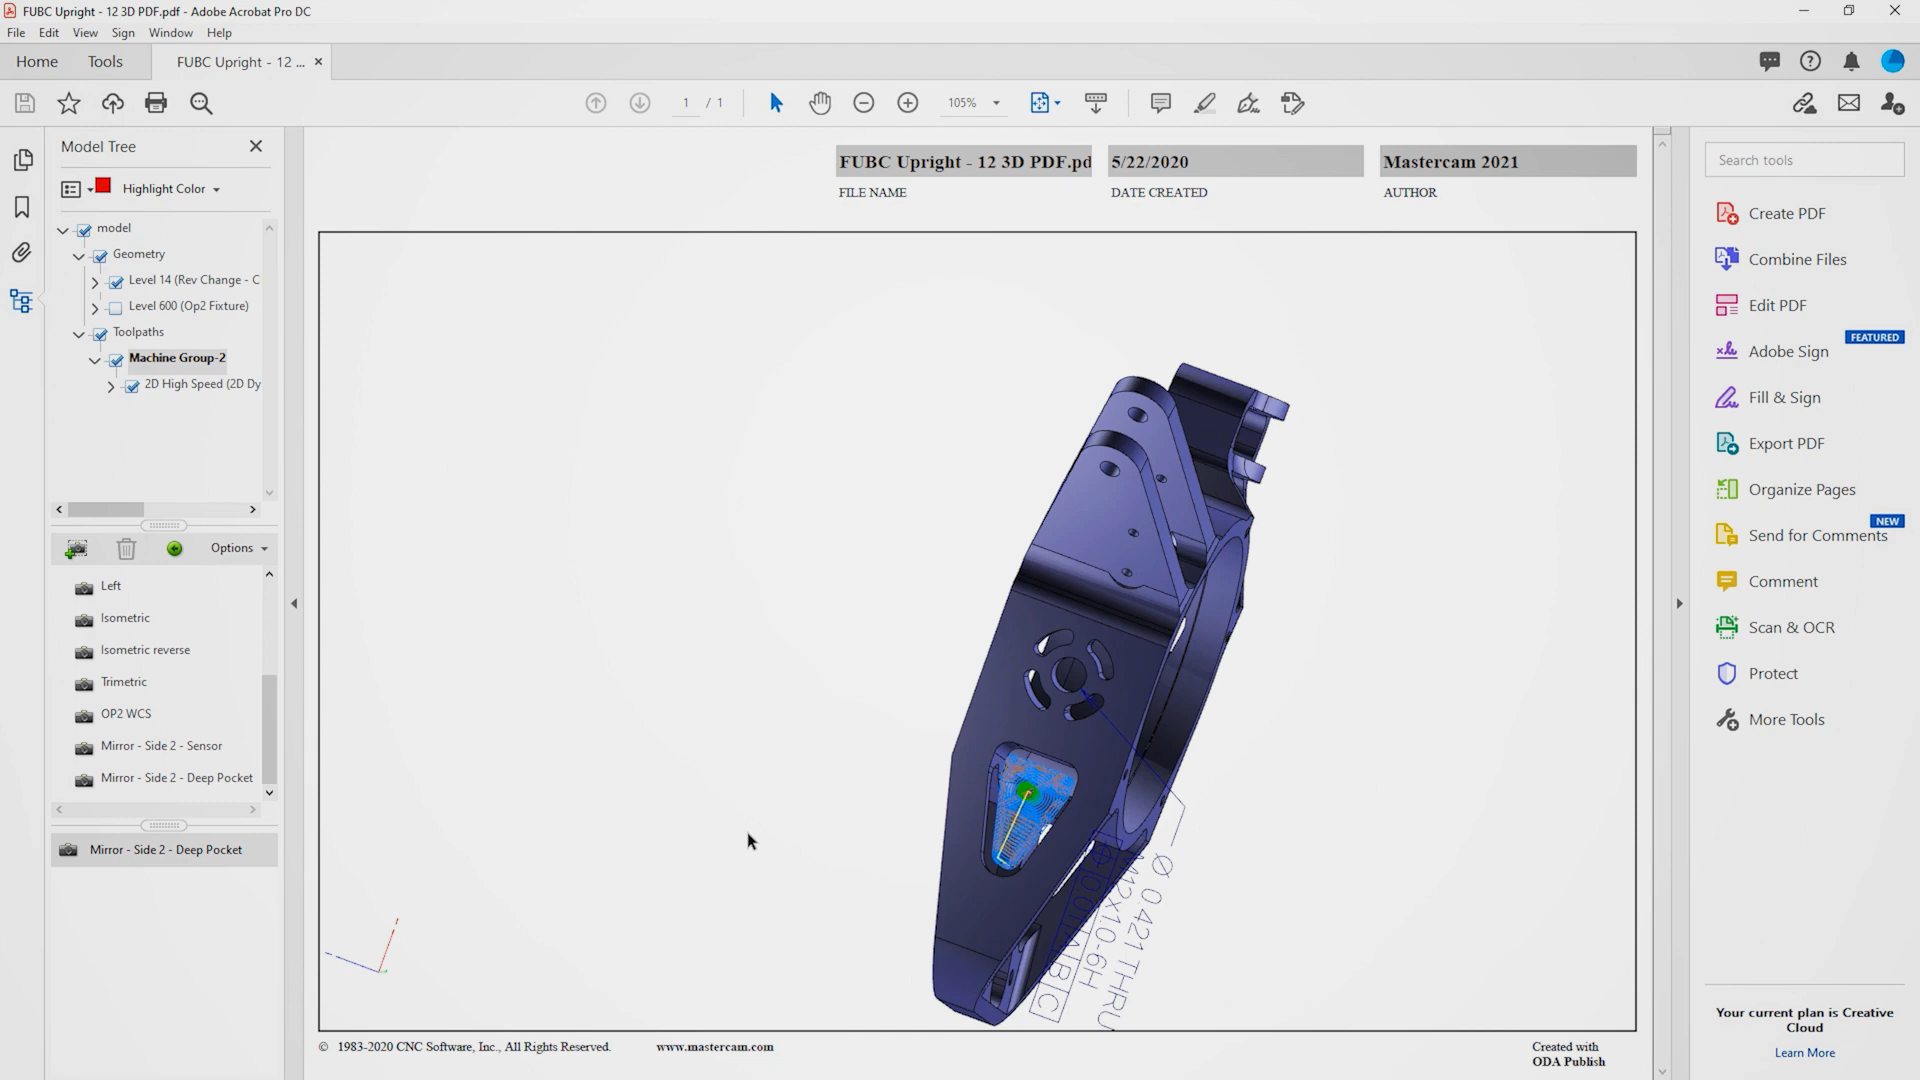 FUBC Upright - 12 3D PDF.pdf - Adobe Acrobat Pro DC
File Edit View Sign Window Help
Home Tools FUBC Upright - 12 ... ×
1 / 1 105%
Model Tree
Highlight Color
model
Geometry
Level 14 (Rev Change - C
Level 600 (Op2 Fixture)
Toolpaths
Machine Group-2
2D High Speed (2D Dy
Options
Left
Isometric
Isometric reverse
Trimetric
OP2 WCS
Mirror - Side 2 - Sensor
Mirror - Side 2 - Deep Pocket
Mirror - Side 2 - Deep Pocket
FUBC Upright - 12 3D PDF.pd 5/22/2020 Mastercam 2021
FILE NAME DATE CREATED AUTHOR
Ø 0.421 THRU
M12x1.0-6H
B C
© 1983-2020 CNC Software, Inc., All Rights Reserved. www.mastercam.com
Created with
ODA Publish
Search tools
Create PDF
Combine Files
Edit PDF
FEATURED
Adobe Sign
Fill & Sign
Export PDF
Organize Pages
NEW
Send for Comments
Comment
Scan & OCR
Protect
More Tools
Your current plan is Creative
Cloud
Learn More